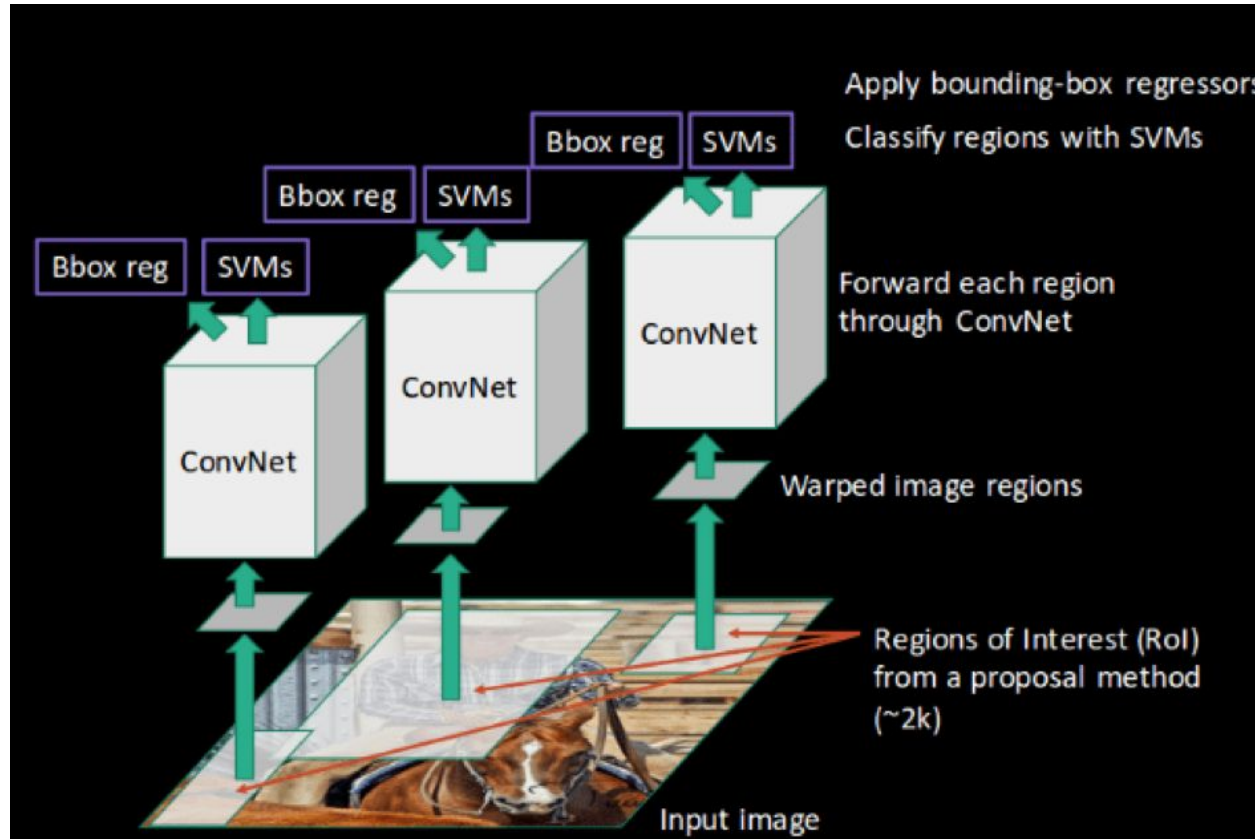 Apply bounding-box regressors
Classify regions with SVMs
Bbox reg
SVMs
Bbox reg
SVMs
Bbox reg
SVMs
Forward each region
through ConvNet
ConvNet
ConvNet
ConvNet
Warped image regions
Regions of Interest (RoI)
from a proposal method
(~2k)
Input image